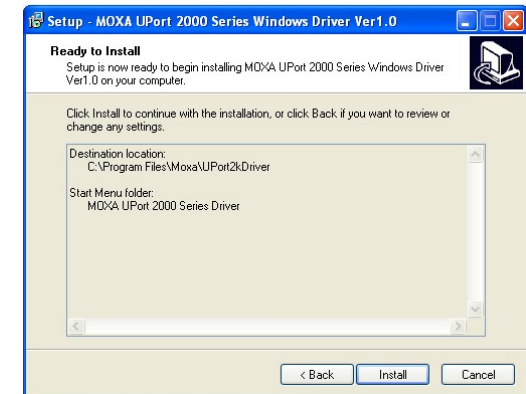 Setup - MOXA UPort 2000 Series Windows Driver Ver1.0
Ready to Install
Setup is now ready to begin installing MOXA UPort 2000 Series Windows Driver
Ver1.0 on your computer.
Click Install to continue with the installation, or click Back if you want to review or
change any settings.
Destination location:
C:\Program Files\Moxa\UPort2kDriver
Start Menu folder:
MOXA UPort 2000 Series Driver
< Back
Install
Cancel